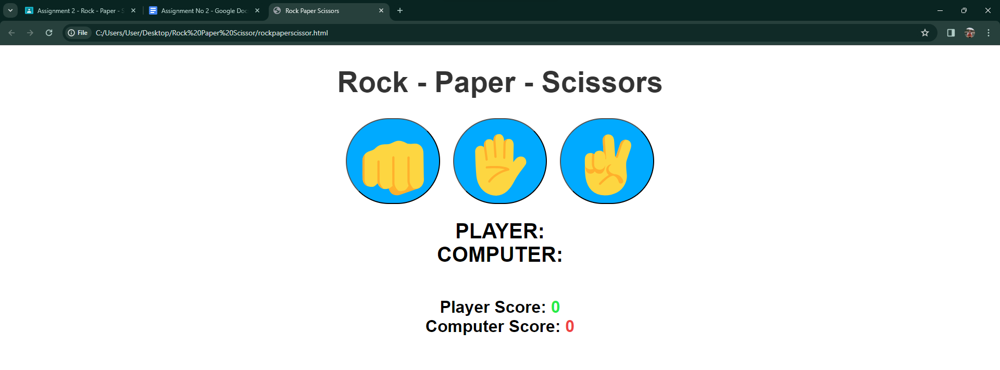 Assignment 2 - Rock - Paper - S
Assignment No 2 - Google Doc
Rock Paper Scissors
File
C:/Users/User/Desktop/Rock%20Paper%20Scissor/rockpaperscissor.html
Rock - Paper - Scissors
PLAYER:
COMPUTER:
Player Score: 0
Computer Score: 0